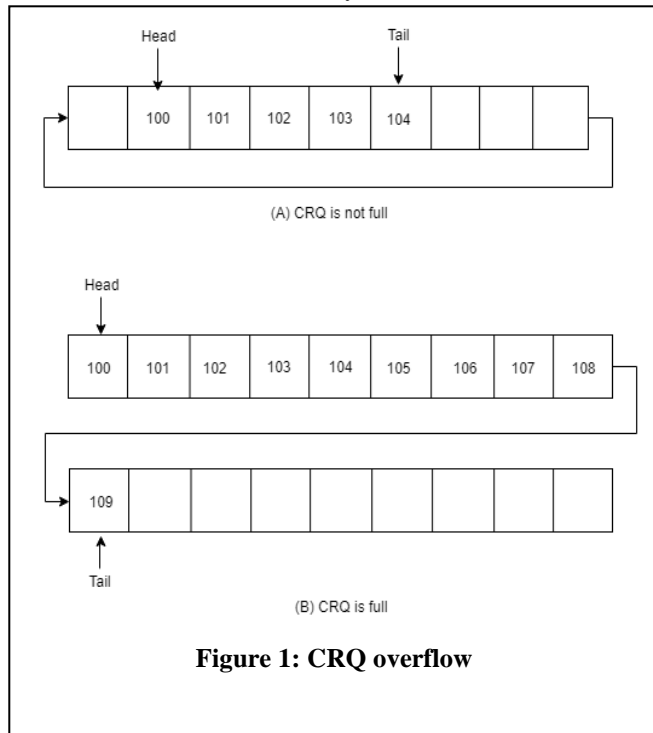 Head Tail
100 101 102 103 104
(A) CRQ is not full
Head
100 101 102 103 104 105 106 107 108
109
Tail
(B) CRQ is full
Figure 1: CRQ overflow